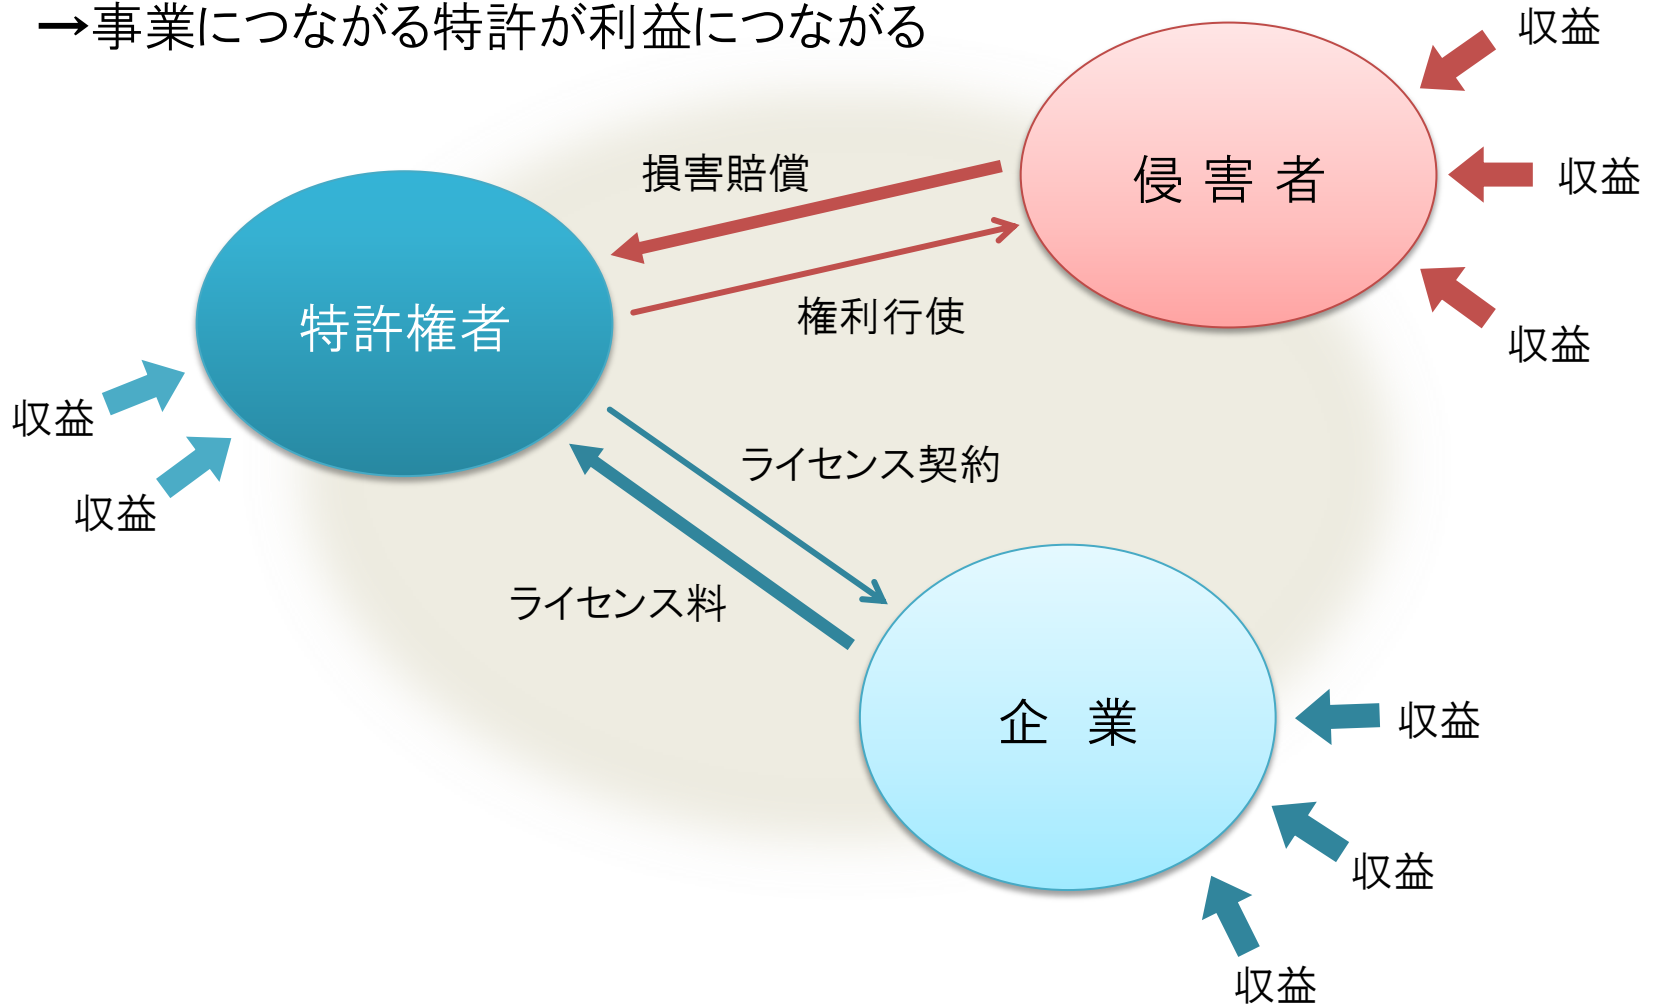 →事業につながる特許が利益につながる
収益
損害賠償
侵害者
収益
特許権者
権利行使
収益
収益
ライセンス契約
収益
ライセンス料
企業
収益
収益
収益